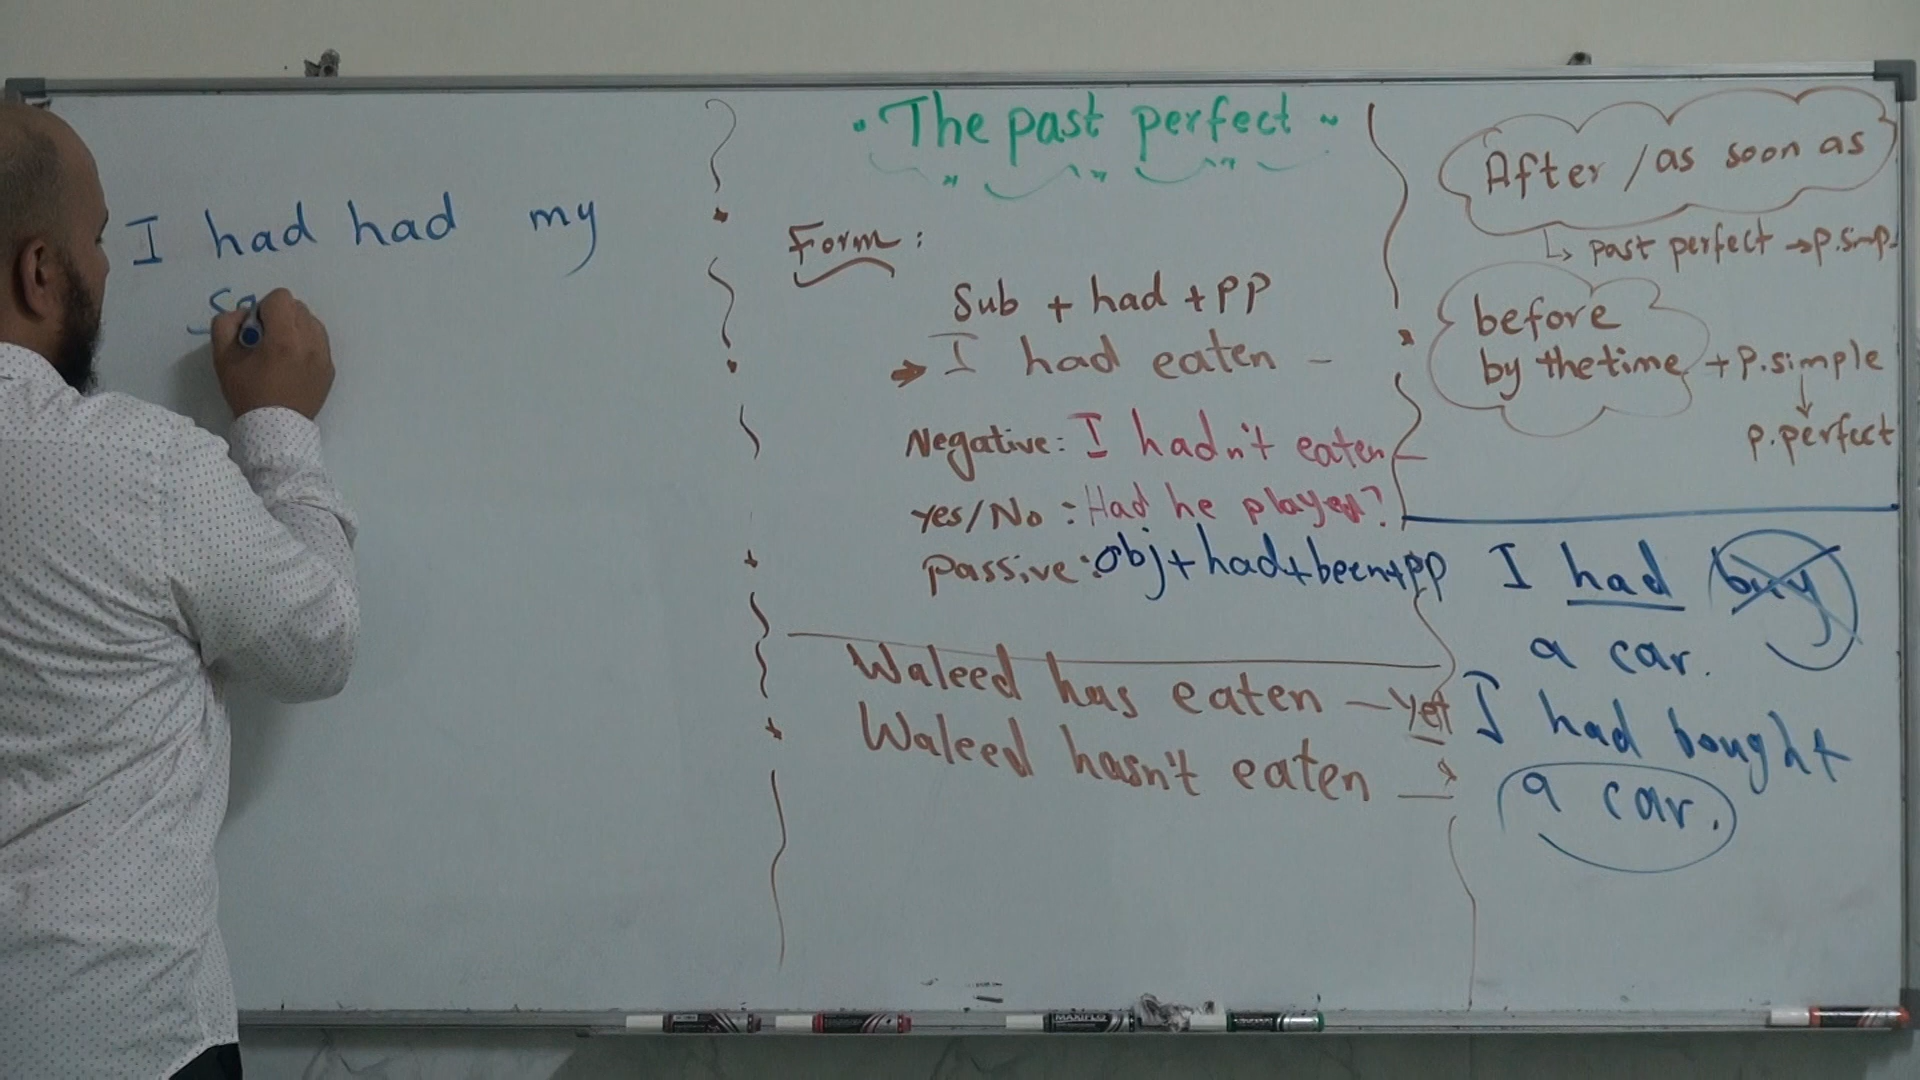 I had had my
• The past perfect ~
Form:
Sub + had + PP
→ I had eaten –
Negative: I hadn't eaten –
Yes/No : Had he played?
Passive: obj+had+been+pp
Waleed has eaten — yet
Waleed hasn't eaten —
After / as soon as
↳ past perfect → p.simp.
before
by the time + P.simple
↓
p.perfect
I had buy
a car.
I had bought
a car.